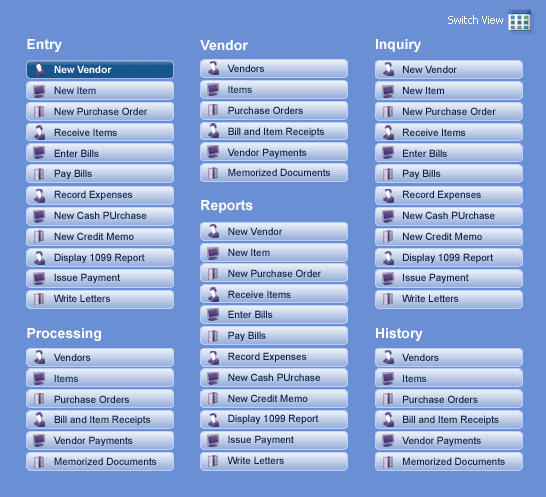 Switch View
Entry
New Vendor
New Item
New Purchase Order
Receive Items
Enter Bills
Pay Bills
Record Expenses
New Cash PUrchase
New Credit Memo
Display 1099 Report
Issue Payment
Write Letters
Processing
Vendors
Items
Purchase Orders
Bill and Item Receipts
Vendor Payments
Memorized Documents
Vendor
Vendors
Items
Purchase Orders
Bill and Item Receipts
Vendor Payments
Memorized Documents
Reports
New Vendor
New Item
New Purchase Order
Receive Items
Enter Bills
Pay Bills
Record Expenses
New Cash PUrchase
New Credit Memo
Display 1099 Report
Issue Payment
Write Letters
Inquiry
New Vendor
New Item
New Purchase Order
Receive Items
Enter Bills
Pay Bills
Record Expenses
New Cash PUrchase
New Credit Memo
Display 1099 Report
Issue Payment
Write Letters
History
Vendors
Items
Purchase Orders
Bill and Item Receipts
Vendor Payments
Memorized Documents